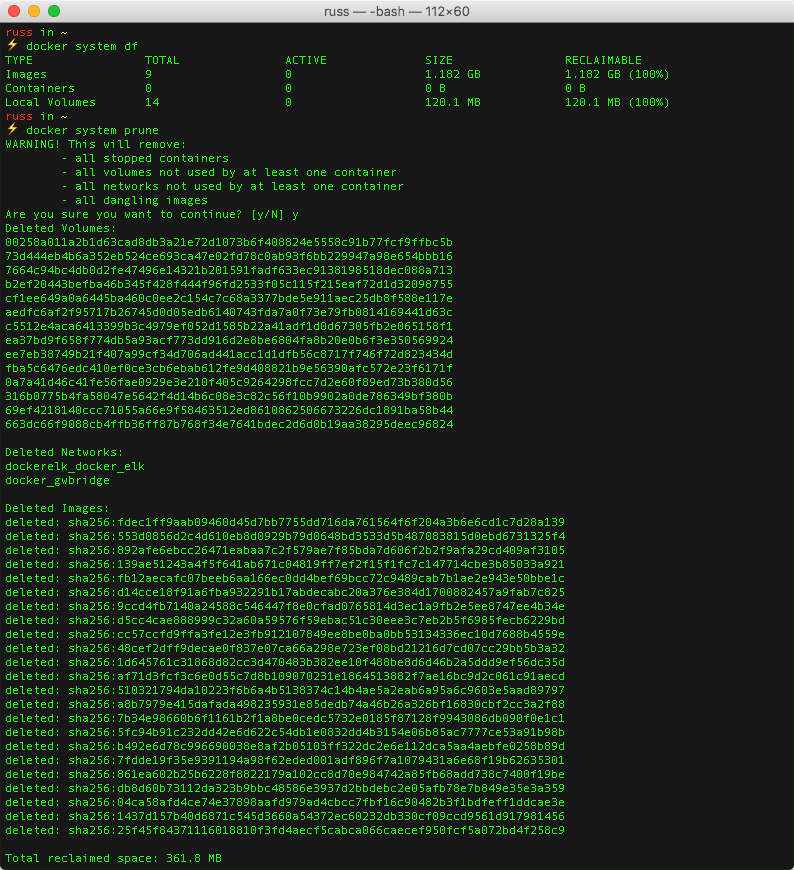 russ — -bash — 112×60
russ in ~
⚡ docker system df
TYPE TOTAL ACTIVE SIZE RECLAIMABLE
Images 9 0 1.182 GB 1.182 GB (100%)
Containers 0 0 0 B 0 B
Local Volumes 14 0 120.1 MB 120.1 MB (100%)
russ in ~
⚡ docker system prune
WARNING! This will remove:
- all stopped containers
- all volumes not used by at least one container
- all networks not used by at least one container
- all dangling images
Are you sure you want to continue? [y/N] y
Deleted Volumes:
00258a011a2b1d63cad8db3a21e72d1073b6f408824e5558c91b77fcf9ffbc5b
73d444eb4b6a352eb524ce693ca47e02fd78c0ab93f6bb229947a98e654bbb16
7664c94bc4db0d2fe47496e14321b201591fadf633ec9138198518dec088a713
b2ef20443befba46b345f428f444f96fd2533f05c115f215eaf72d1d32098755
cf1ee649a0a6445ba460c0ee2c154c7c68a3377bde5e911aec25db8f588e117e
aedfc6af2f95717b26745d0d05edb6140743fda7a0f73e79fb0814169441d63c
c5512e4aca6413399b3c4979ef052d1585b22a41adf1d0d67305fb2e065158f1
ea37bd9f658f774db5a93acf773dd916d2e8be6804fa8b20e0b6f3e350569924
ee7eb38749b21f407a99cf34d706ad441acc1d1dfb56c8717f746f72d823434d
fba5c6476edc410ef0ce3cb6ebab612fe9d408821b9e56390afc572e23f6171f
0a7a41d46c41fe56fae0929e3e210f405c9264298fcc7d2e60f89ed73b380d56
316b0775b4fa58047e5642f4d14b6c08e3c82c56f10b9902a0de786349bf380b
69ef4218140ccc71055a66e9f58463512ed8610862506673226dc1891ba58b44
663dc66f9088cb4ffb36ff87b768f34e7641bdec2d6d0b19aa38295deec96824
Deleted Networks:
dockerelk_docker_elk
docker_gwbridge
Deleted Images:
deleted: sha256:fdec1ff9aab09460d45d7bb7755dd716da761564f6f204a3b6e6cd1c7d28a139
deleted: sha256:553d0856d2c4d610eb8d0929b79d0648bd3533d5b487083815d0ebd6731325f4
deleted: sha256:892afe6ebcc26471eabaa7c2f579ae7f85bda7d606f2b2f9afa29cd409af3105
deleted: sha256:139ae51243a4f5f641ab671c04819ff7ef2f15f1fc7c147714cbe3b85033a921
deleted: sha256:fb12aecafc07beeb6aa166ec0dd4bef69bcc72c9489cab7b1ae2e943e50bbe1c
deleted: sha256:d14cce18f91a6fba932291b17abdecabc20a376e384d1700882457a9fab7c825
deleted: sha256:9ccd4fb7140a24588c546447f8e0cfad0765814d3ec1a9fb2e5ee8747ee4b34e
deleted: sha256:d5cc4cae888999c32a60a59576f59ebac51c30eee3c7eb2b5f6985fecb6229bd
deleted: sha256:cc57ccfd9ffa3fe12e3fb912107849ee8be0ba0bb53134336ec10d7688b4559e
deleted: sha256:48cef2dff9decae0f837e07ca66a298e723ef08bd21216d7cd07cc29bb5b3a32
deleted: sha256:1d645761c31868d82cc3d470483b382ee10f488be8d6d46b2a5ddd9ef56dc35d
deleted: sha256:af71d3fcf3c6e0d55c7d8b109070231e1864513882f7ae16bc9d2c061c91aecd
deleted: sha256:510321794da10223f6b6a4b5138374c14b4ae5a2eab6a95a6c9603e5aad89797
deleted: sha256:a8b7979e415dafada498235931e85dedb74a46b26a326bf16830cbf2cc3a2f88
deleted: sha256:7b34e98660b6f1161b2f1a8be0cedc5732e0185f87128f9943086db090f0e1c1
deleted: sha256:5fc94b91c232dd42e6d622c54db1e0832dd4b3154e06b85ac7777ce53a91b98b
deleted: sha256:b492e6d78c996690038e8af2b05103ff322dc2e6e112dca5aa4aebfe0258b89d
deleted: sha256:7fdde19f35e9391194a98f62eded001adf896f7a1079431a6e68f19b62635301
deleted: sha256:861ea602b25b6228f8822179a102cc8d70e984742a85fb68add738c7400f19be
deleted: sha256:db8d60b73112da323b9bbc48586e3937d2bbdebc2e05afb78e7b849e35e3a359
deleted: sha256:04ca58afd4ce74e37898aafd979ad4cbcc7fbf16c90482b3f1bdfeff1ddcae3e
deleted: sha256:1437d157b40d6871c545d3660a54372ec60232db330cf09ccd9561d917981456
deleted: sha256:25f45f84371116018810f3fd4aecf5cabca066caecef950fcf5a072bd4f258c9
Total reclaimed space: 361.8 MB